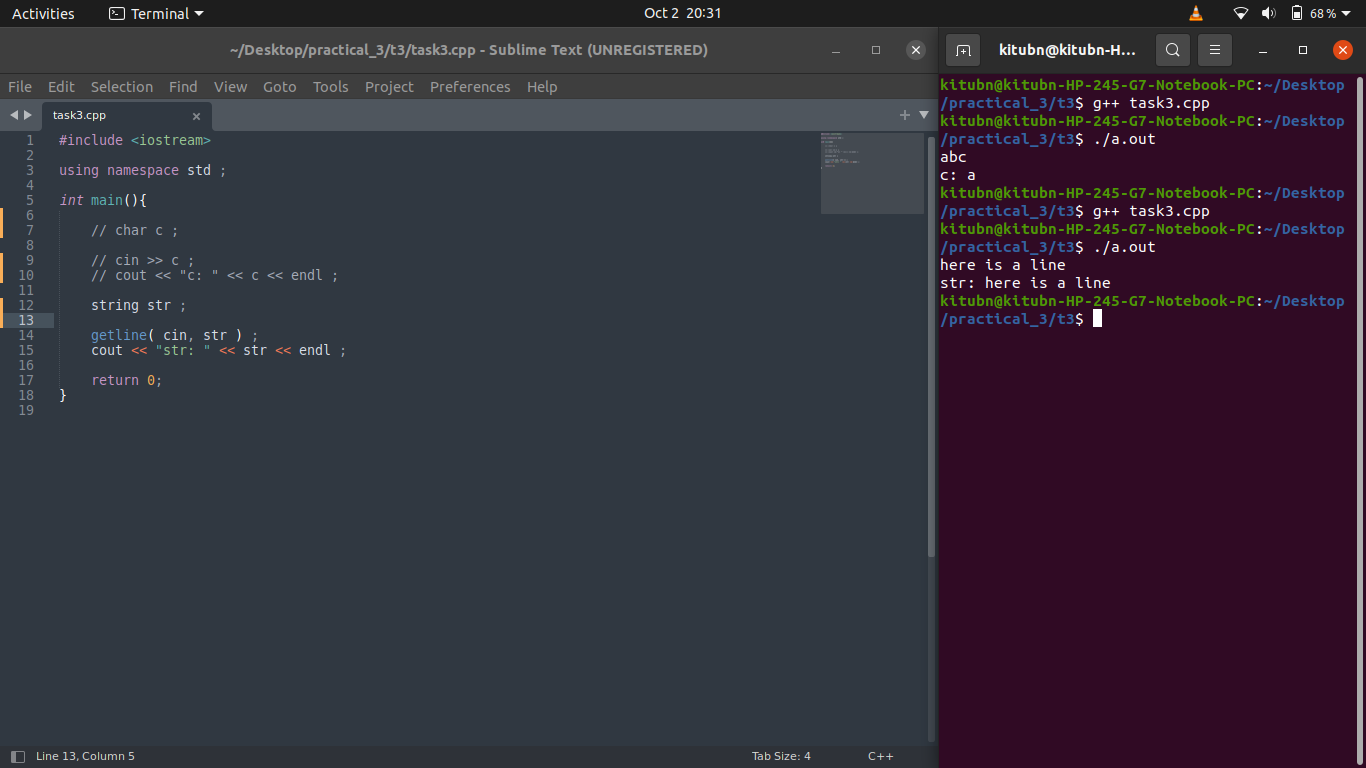 Activities Terminal Oct 2 20:31 68 %
~/Desktop/practical_3/t3/task3.cpp - Sublime Text (UNREGISTERED)
File Edit Selection Find View Goto Tools Project Preferences Help
task3.cpp
1 #include <iostream>
2
3 using namespace std ;
4
5 int main(){
6
7 // char c ;
8
9 // cin >> c ;
10 // cout << "c: " << c << endl ;
11
12 string str ;
13
14 getline( cin, str ) ;
15 cout << "str: " << str << endl ;
16
17 return 0;
18 }
19
Line 13, Column 5 Tab Size: 4 C++
kitubn@kitubn-H...
kitubn@kitubn-HP-245-G7-Notebook-PC:~/Desktop
/practical_3/t3$ g++ task3.cpp
kitubn@kitubn-HP-245-G7-Notebook-PC:~/Desktop
/practical_3/t3$ ./a.out
abc
c: a
kitubn@kitubn-HP-245-G7-Notebook-PC:~/Desktop
/practical_3/t3$ g++ task3.cpp
kitubn@kitubn-HP-245-G7-Notebook-PC:~/Desktop
/practical_3/t3$ ./a.out
here is a line
str: here is a line
kitubn@kitubn-HP-245-G7-Notebook-PC:~/Desktop
/practical_3/t3$